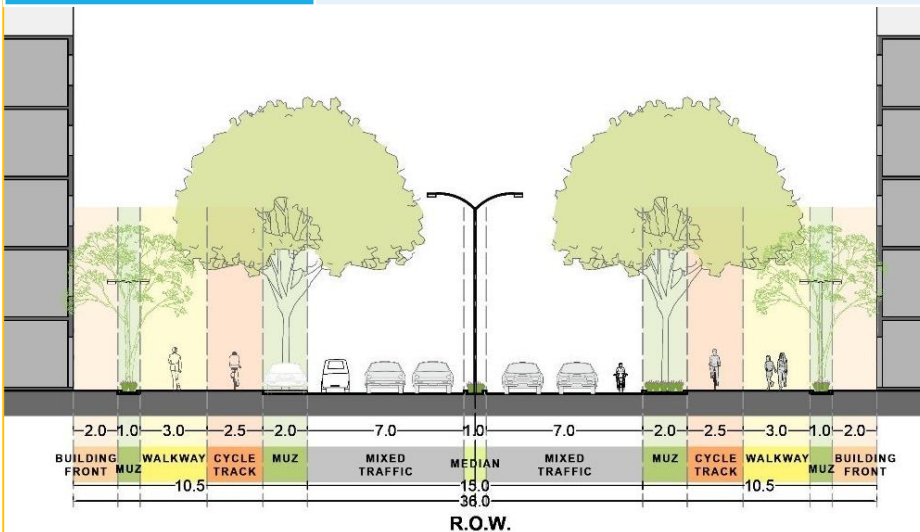 2.0 1.0 3.0 2.5 2.0 7.0 1.0 7.0 2.0 2.5 3.0 1.0 2.0
BUILDING FRONT MUZ WALKWAY CYCLE TRACK MUZ MIXED TRAFFIC MEDIAN MIXED TRAFFIC MUZ CYCLE TRACK WALKWAY MUZ BUILDING FRONT
10.5 15.0 10.5
36.0
R.O.W.